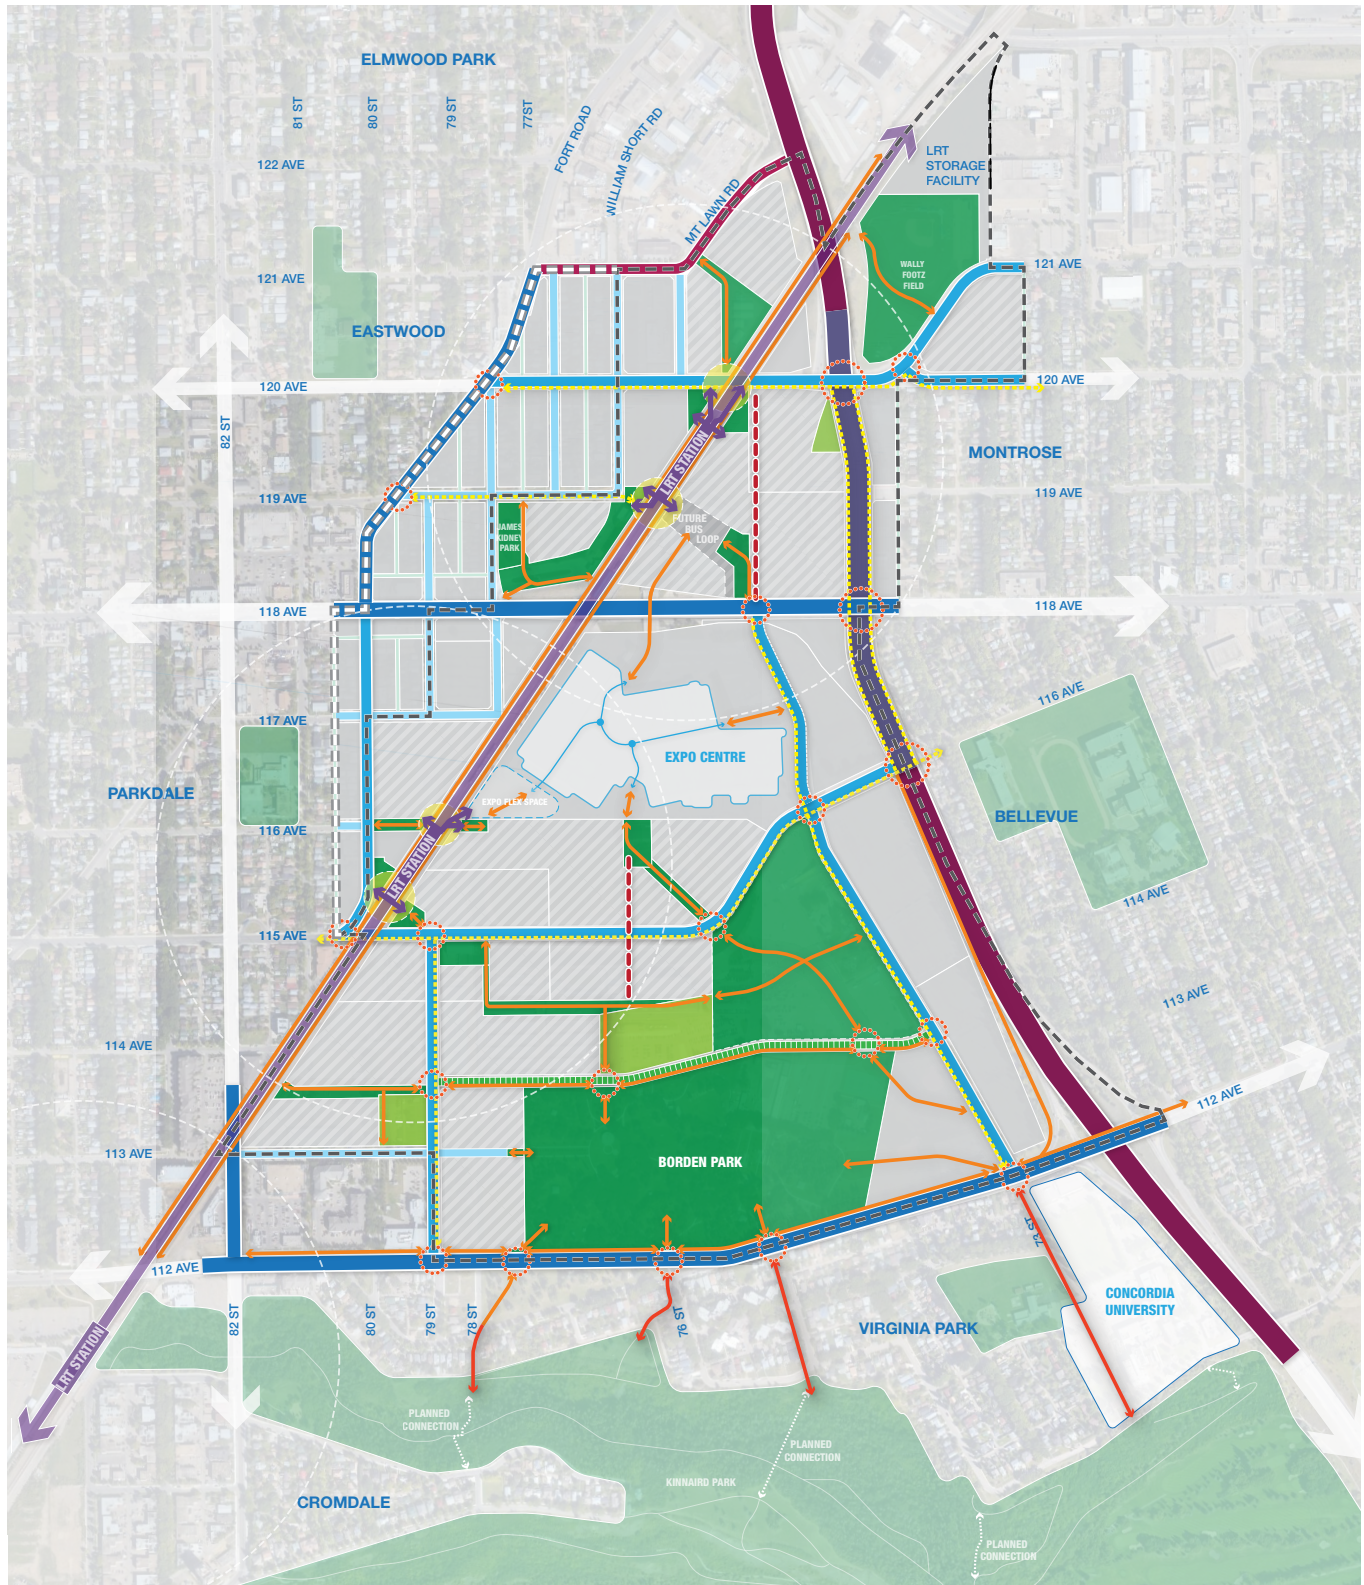 ELMWOOD PARK
81 ST
80 ST
79 ST
77ST
FORT ROAD
WILLIAM SHORT RD
MT LAWN RD
122 AVE
LRT
STORAGE
FACILITY
121 AVE
WALLY
FOOTZ
FIELD
121 AVE
EASTWOOD
120 AVE
120 AVE
82 ST
LRT STATION
MONTROSE
119 AVE
119 AVE
JAMES
KIDNEY
PARK
FUTURE
BUS
LOOP
118 AVE
118 AVE
117 AVE
116 AVE
EXPO CENTRE
PARKDALE
EXPO FLEX SPACE
116 AVE
BELLEVUE
LRT STATION
114 AVE
115 AVE
113 AVE
114 AVE
112 AVE
113 AVE
BORDEN PARK
73 ST
112 AVE
CONCORDIA
UNIVERSITY
82 ST
80 ST
79 ST
78 ST
76 ST
VIRGINIA PARK
LRT STATION
PLANNED
CONNECTION
PLANNED
CONNECTION
KINNAIRD PARK
CROMDALE
PLANNED
CONNECTION